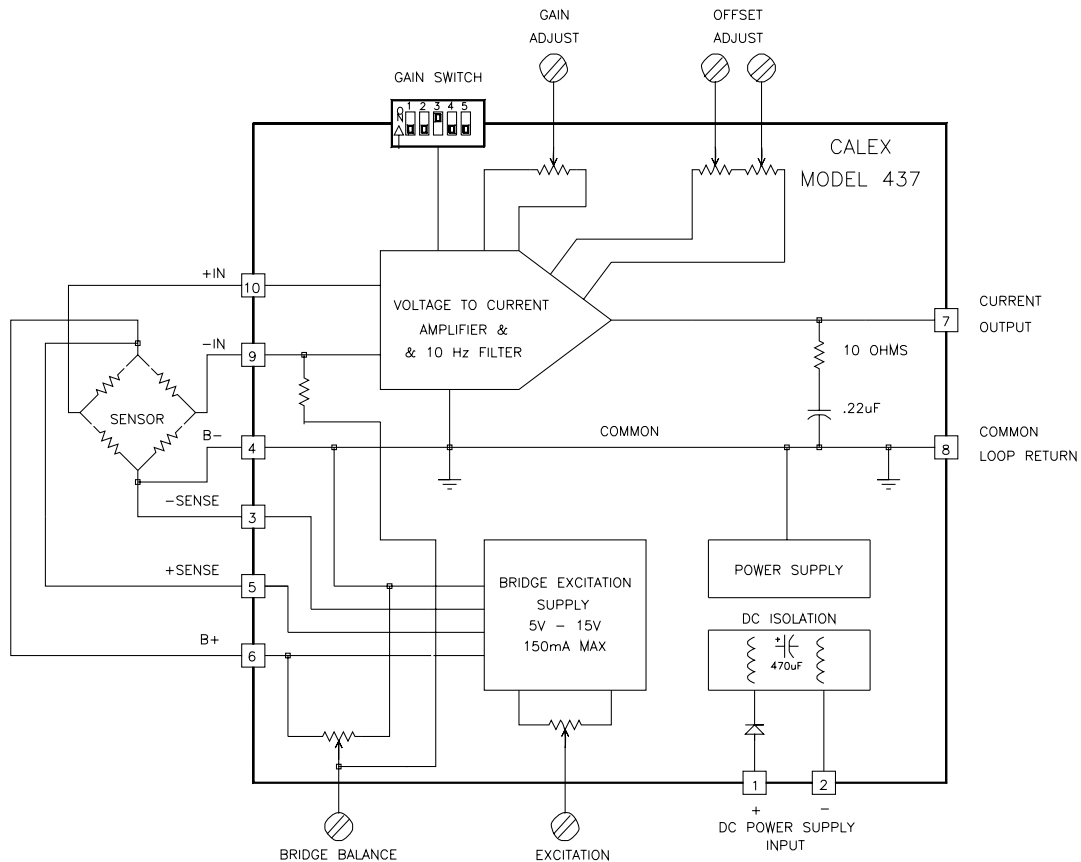 GAIN
ADJUST
OFFSET
ADJUST
GAIN SWITCH
ON
1 2 3 4 5
CALEX
MODEL 437
+IN
10
VOLTAGE TO CURRENT
AMPLIFIER &
& 10 Hz FILTER
7
CURRENT
OUTPUT
-IN
9
10 OHMS
SENSOR
.22uF
B-
4
COMMON
8
COMMON
LOOP RETURN
-SENSE
3
+SENSE
5
BRIDGE EXCITATION
SUPPLY
5V - 15V
150mA MAX
POWER SUPPLY
DC ISOLATION
+
470uF
B+
6
1
2
+
-
DC POWER SUPPLY
INPUT
BRIDGE BALANCE
EXCITATION